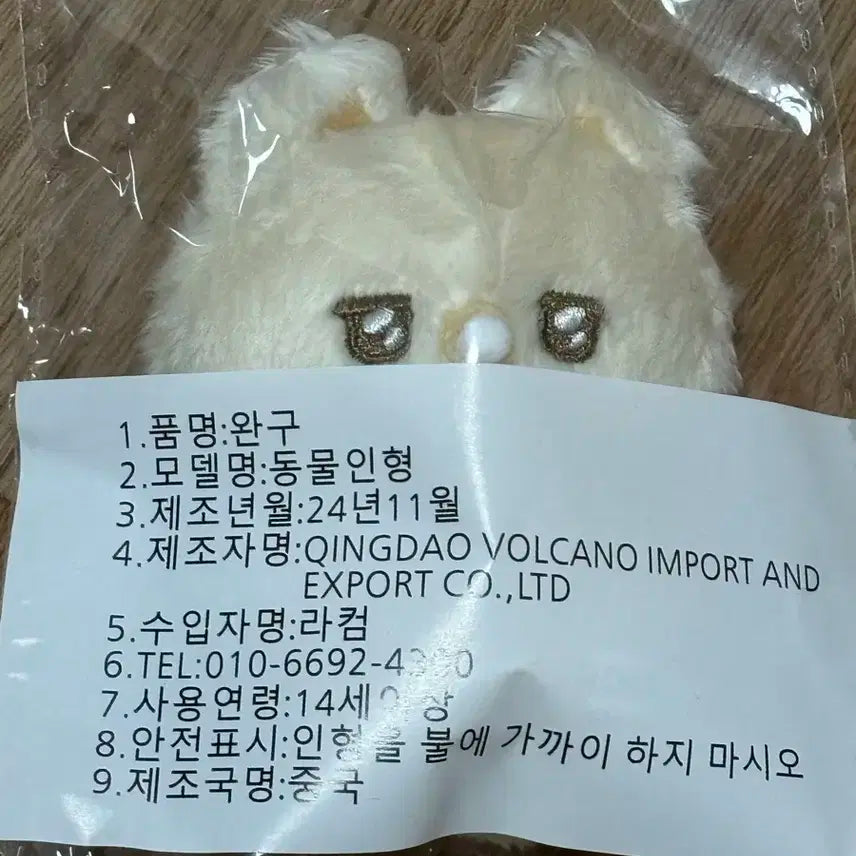 1.품명:완구
2.모델명:동물인형
3.제조년월:24년11월
4.제조자명:QINGDAO VOLCANO IMPORT AND
EXPORT CO.,LTD
5.수입자명:라컴
6.TEL:
7.사용연령:14세이상
8.안전표시:인형을 불에 가까이 하지 마시오
9.제조국명:중국